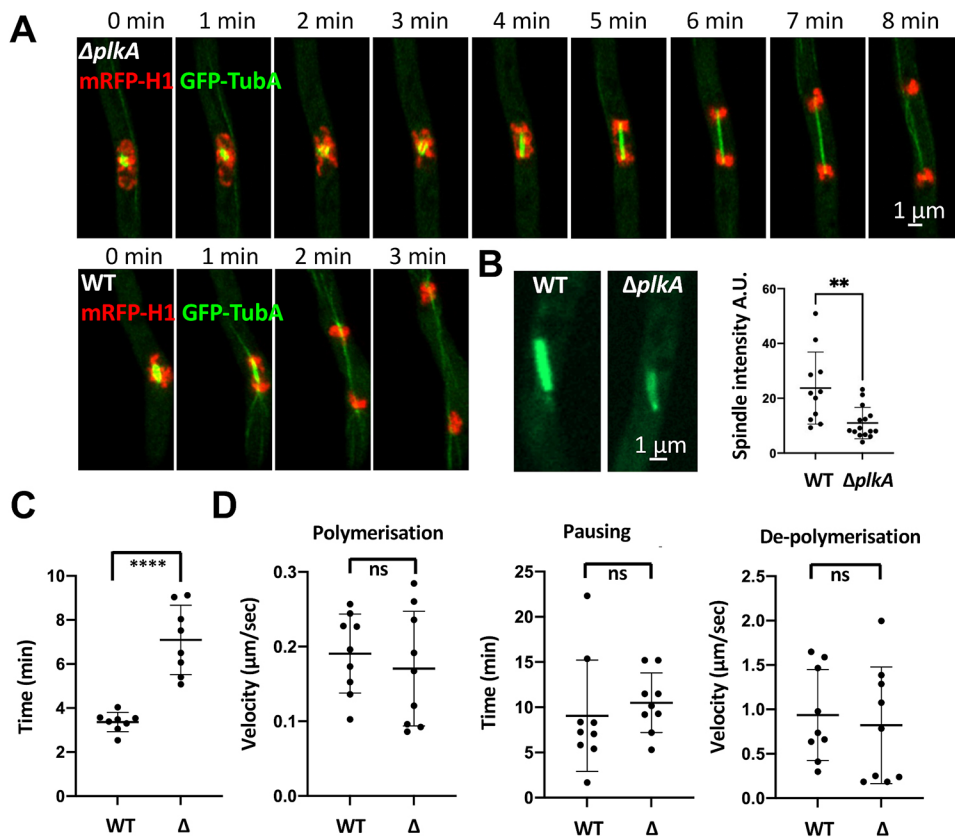 A
0 min 1 min 2 min 3 min 4 min 5 min 6 min 7 min 8 min
ΔplkA
mRFP-H1 GFP-TubA
1 µm
0 min 1 min 2 min 3 min
WT
mRFP-H1 GFP-TubA
B
WT ΔplkA
1 µm
Spindle intensity A.U.
**
60
40
20
0
WT ΔplkA
C
Time (min)
****
10
8
6
4
2
0
WT Δ
D
Polymerisation
Velocity (µm/sec)
ns
0.3
0.2
0.1
0.0
WT Δ
Pausing
Time (min)
ns
25
20
15
10
5
0
WT Δ
De-polymerisation
Velocity (µm/sec)
ns
2.5
2.0
1.5
1.0
0.5
0.0
WT Δ